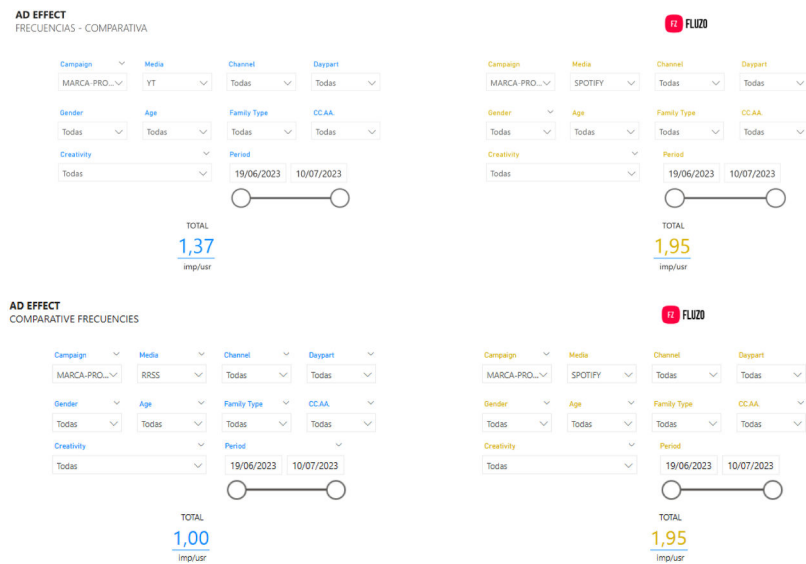 AD EFFECT
FRECUENCIAS - COMPARATIVA
FZ FLUZO
Campaign Media Channel Daypart
MARCA-PRO... YT Todas Todas
Gender Age Family Type CC.AA.
Todas Todas Todas Todas
Creativity Period
Todas 19/06/2023 10/07/2023
TOTAL
1,37
imp/usr
Campaign Media Channel Daypart
MARCA-PRO... SPOTIFY Todas Todas
Gender Age Family Type CC.AA.
Todas Todas Todas Todas
Creativity Period
Todas 19/06/2023 10/07/2023
TOTAL
1,95
imp/usr
AD EFFECT
COMPARATIVE FRECUENCIES
FZ FLUZO
Campaign Media Channel Daypart
MARCA-PRO... RRSS Todas Todas
Gender Age Family Type CC.AA.
Todas Todas Todas Todas
Creativity Period
Todas 19/06/2023 10/07/2023
TOTAL
1,00
imp/usr
Campaign Media Channel Daypart
MARCA-PRO... SPOTIFY Todas Todas
Gender Age Family Type CC.AA.
Todas Todas Todas Todas
Creativity Period
Todas 19/06/2023 10/07/2023
TOTAL
1,95
imp/usr